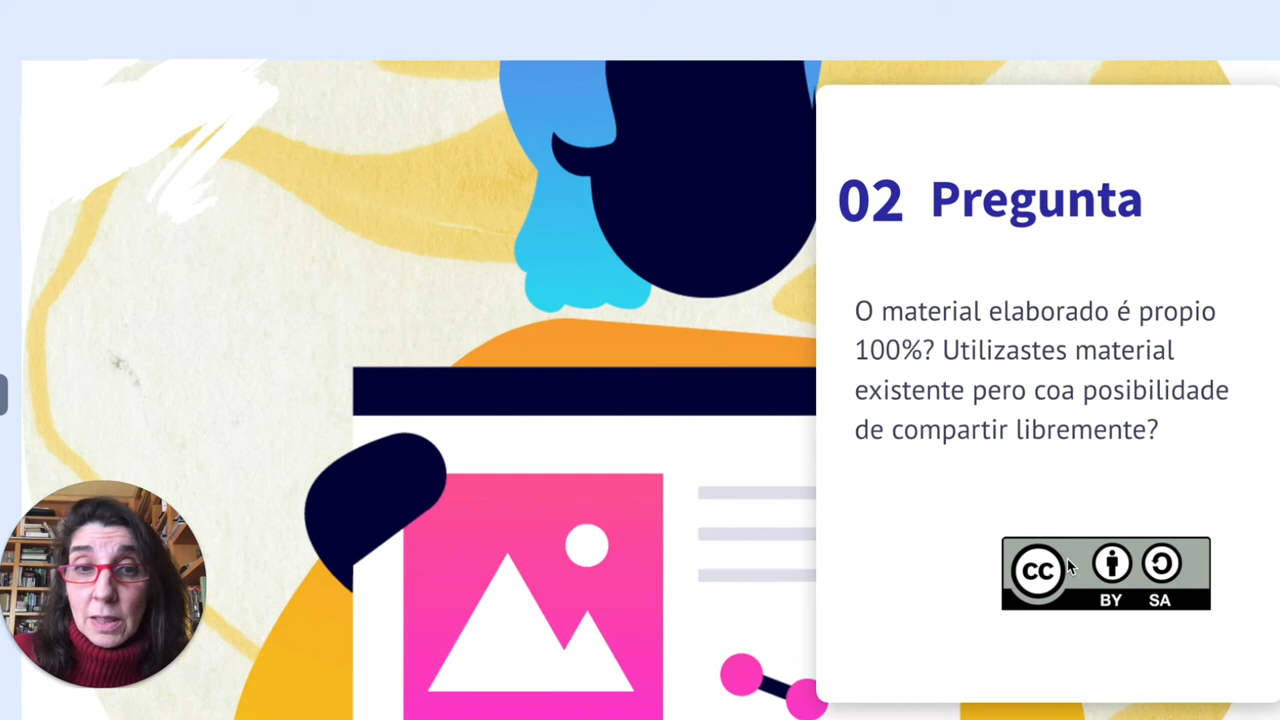 02 Pregunta
O material elaborado é propio
100%? Utilizastes material
existente pero coa posibilidade
de compartir libremente?
CC
BY SA